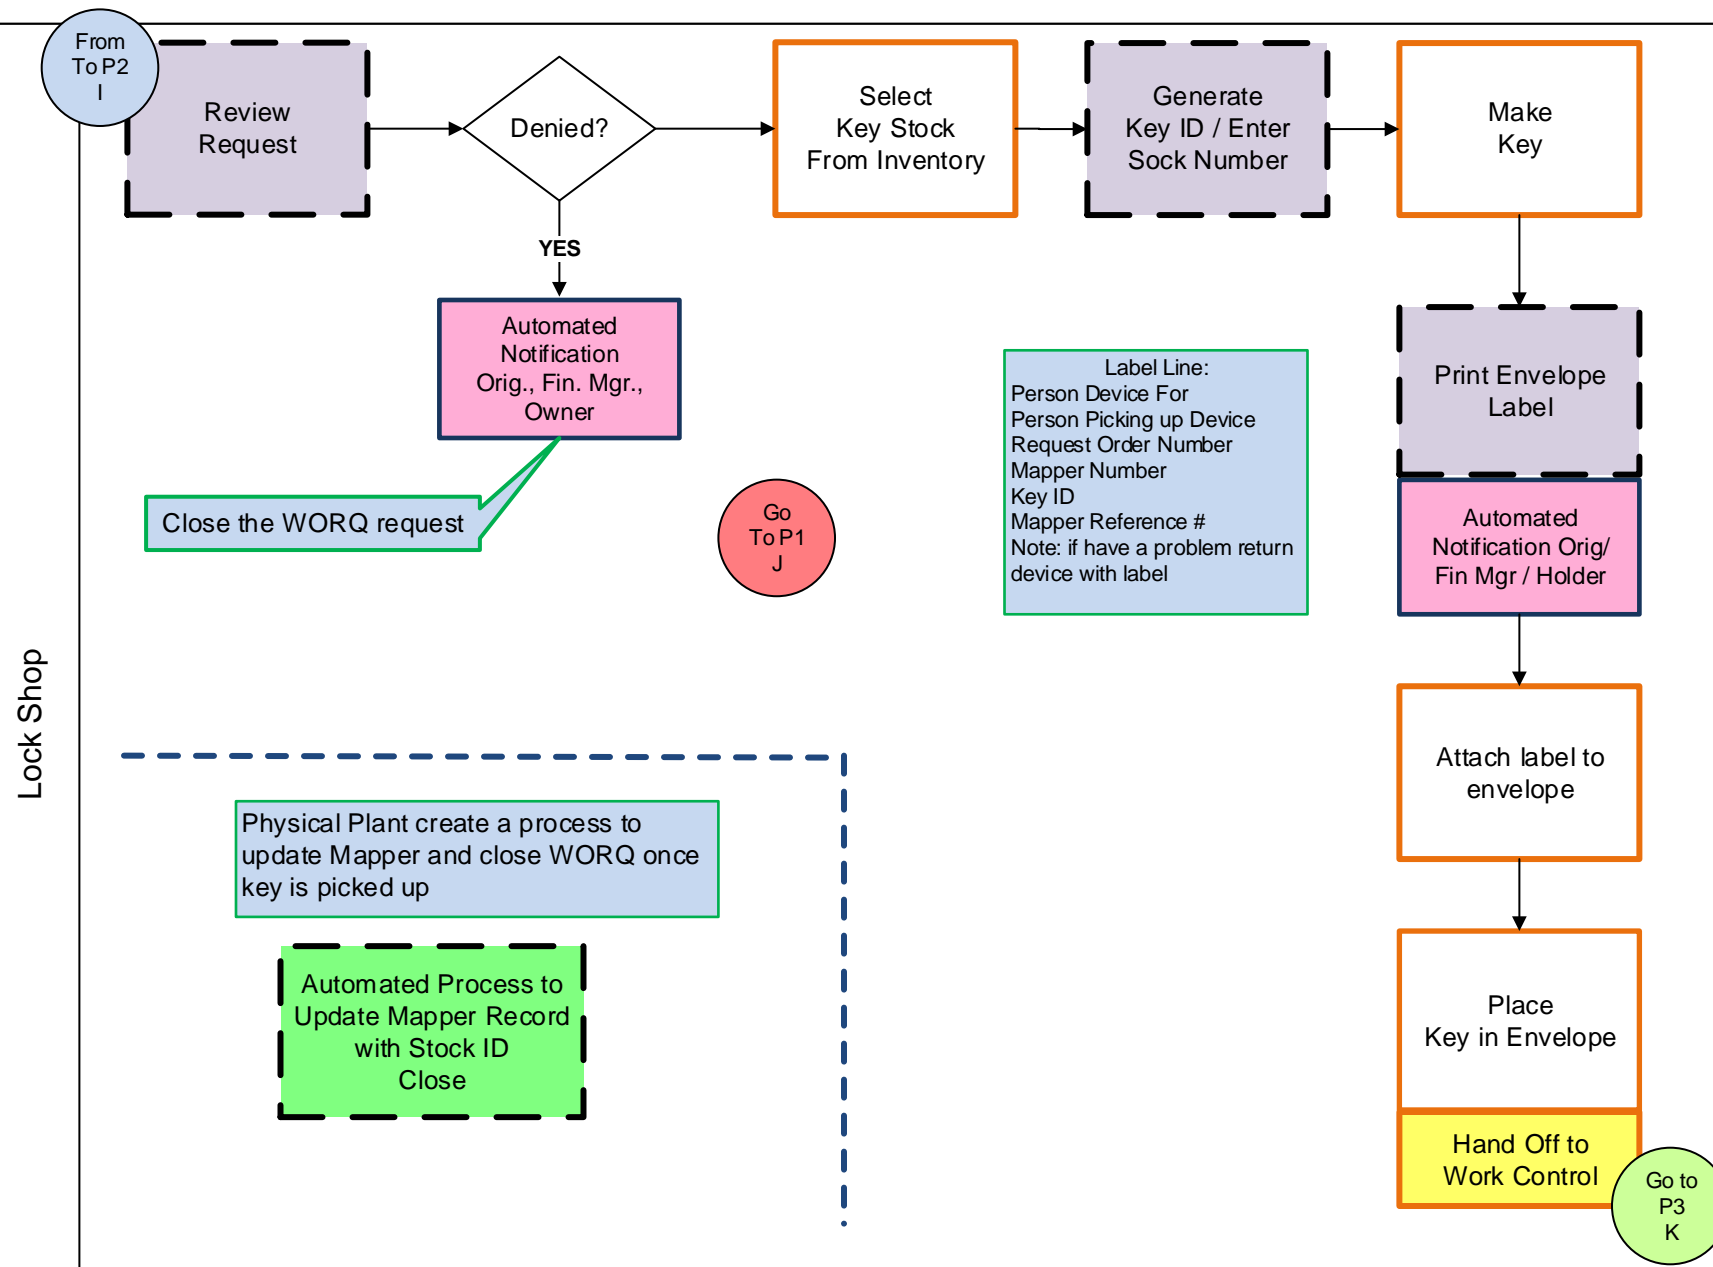 From
To P2
I
Review
Request
Denied?
Select
Key Stock
From Inventory
Generate
Key ID / Enter
Sock Number
Make
Key
YES
Automated
Notification
Orig., Fin. Mgr.,
Owner
Close the WORQ request
Go
To P1
J
Label Line:
Person Device For
Person Picking up Device
Request Order Number
Mapper Number
Key ID
Mapper Reference #
Note: if have a problem return
device with label
Print Envelope
Label
Automated
Notification Orig/
Fin Mgr / Holder
Lock Shop
Attach label to
envelope
Physical Plant create a process to
update Mapper and close WORQ once
key is picked up
Automated Process to
Update Mapper Record
with Stock ID
Close
Place
Key in Envelope
Hand Off to
Work Control
Go to
P3
K